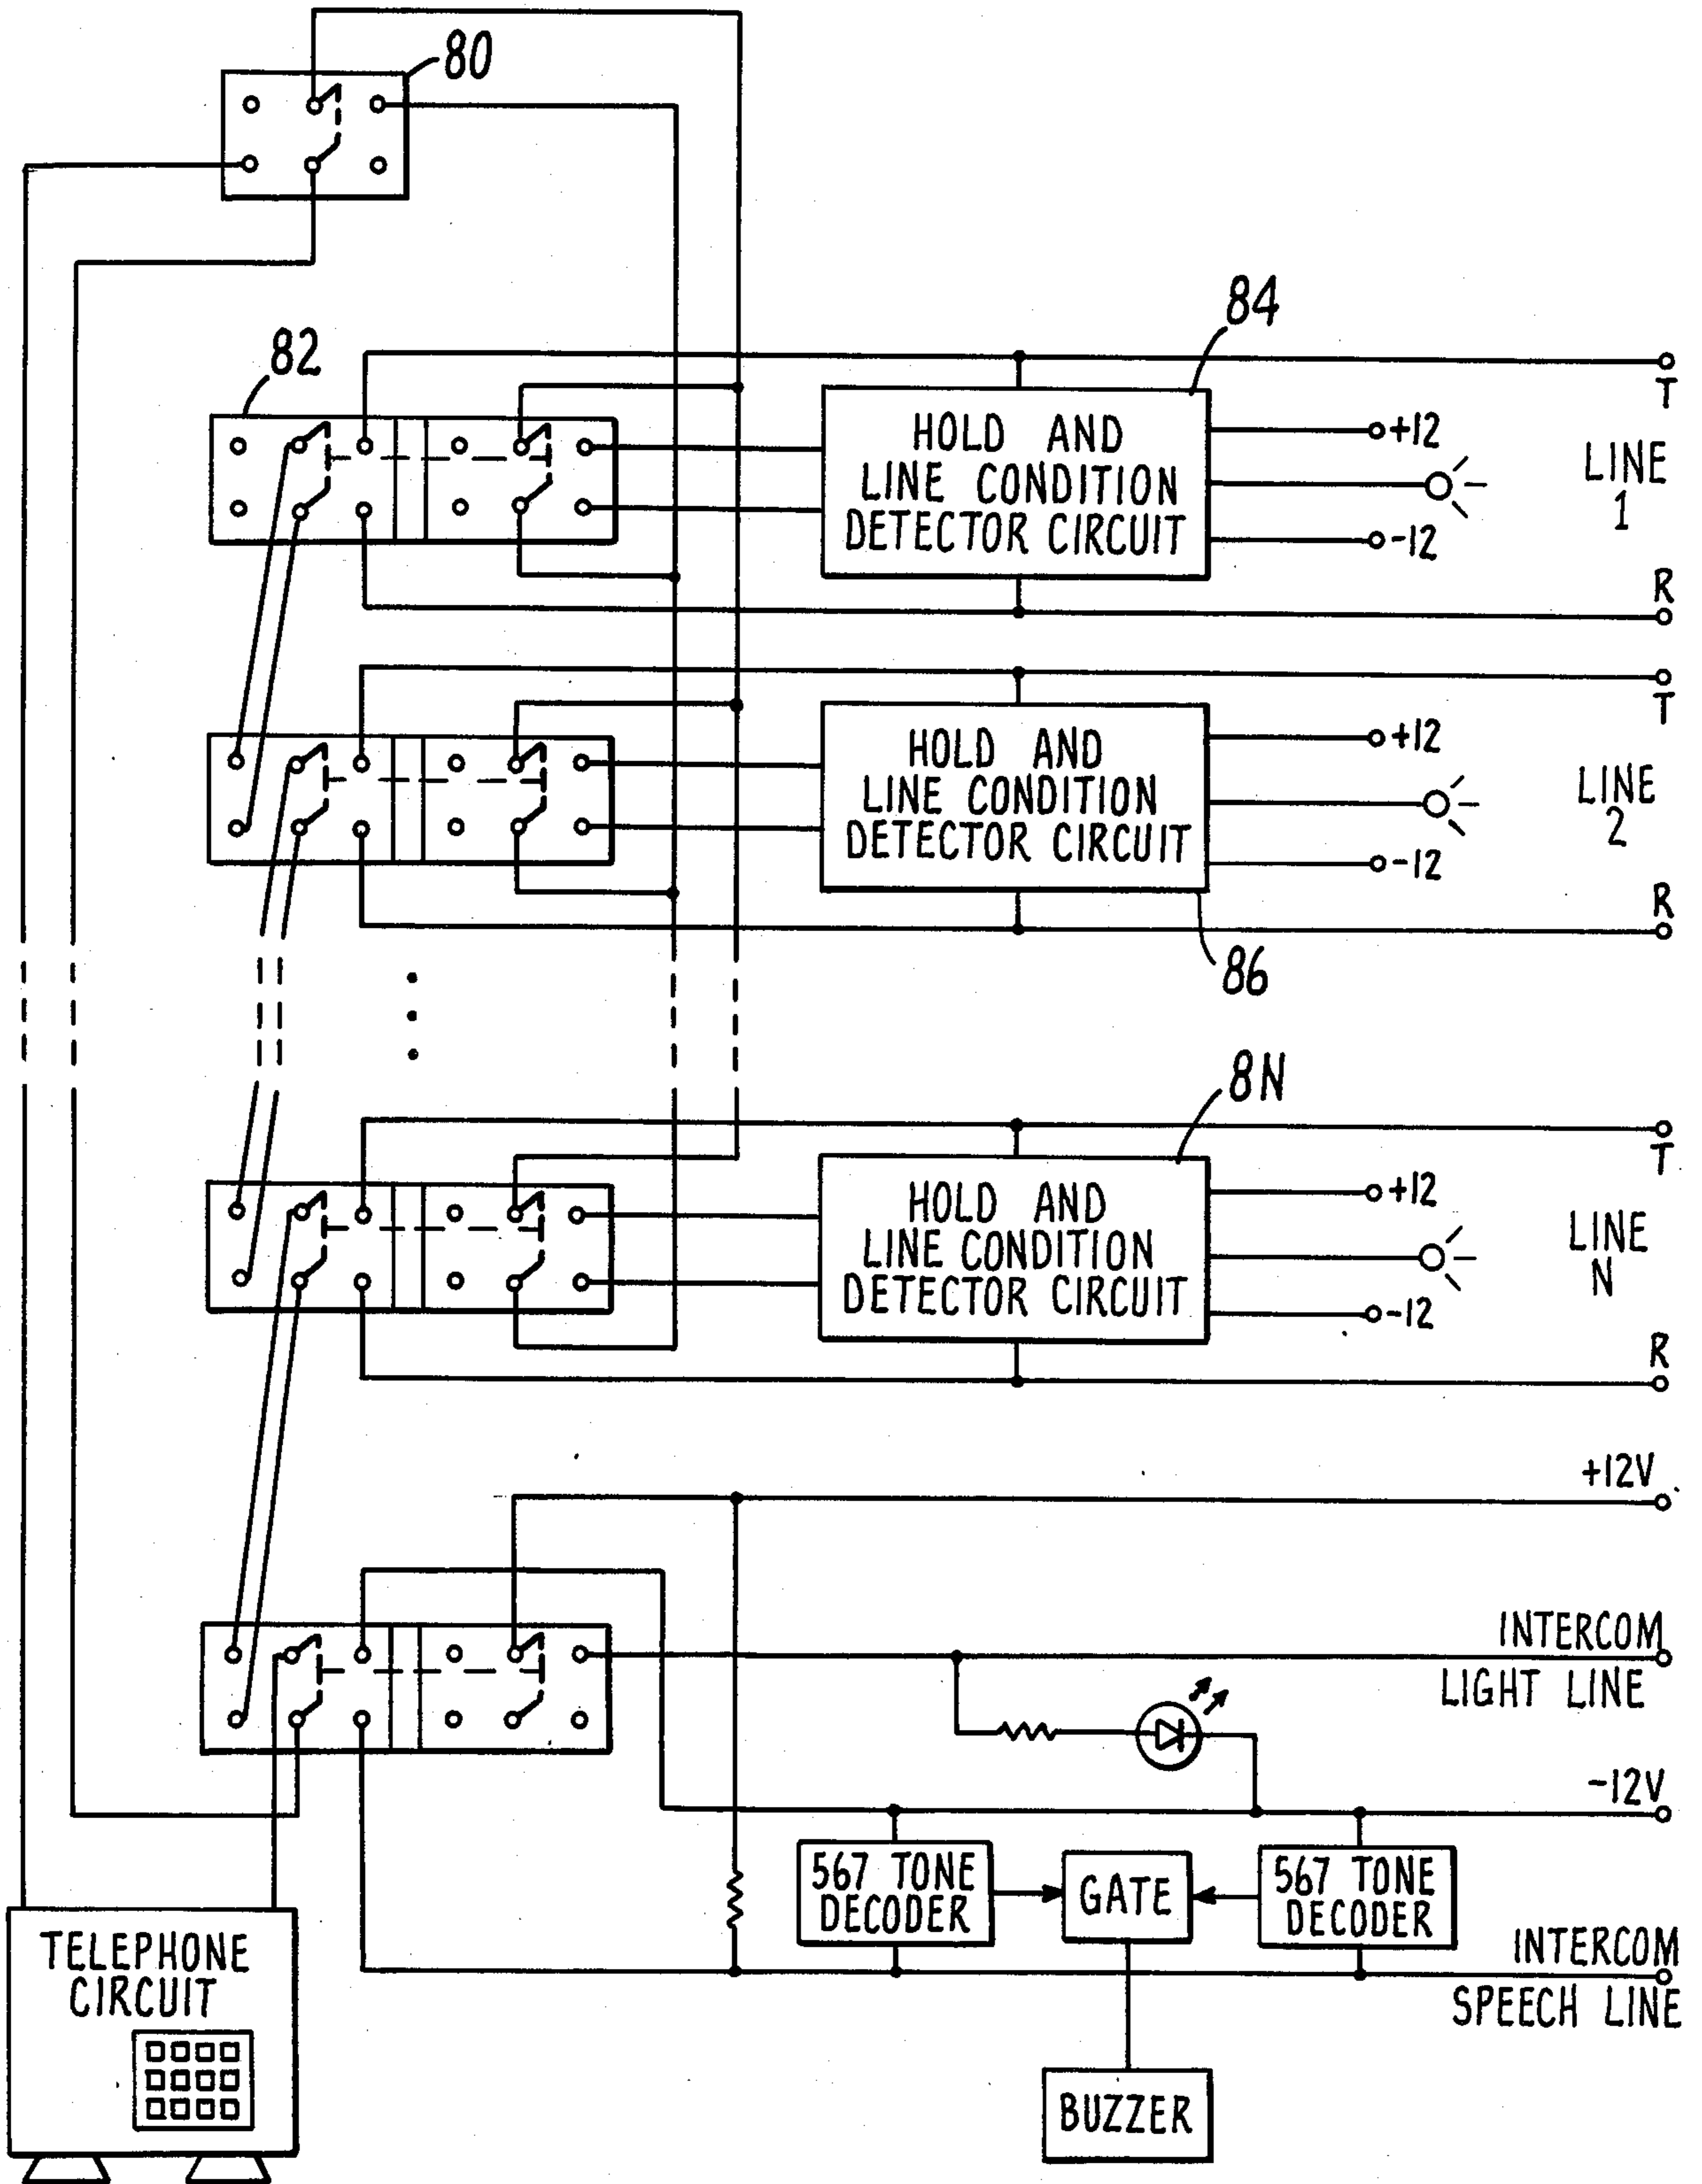 80
84
82
T
HOLD AND
LINE CONDITION
DETECTOR CIRCUIT
+12
-12
LINE
1
R
T
HOLD AND
LINE CONDITION
DETECTOR CIRCUIT
+12
-12
LINE
2
R
86
8N
T
HOLD AND
LINE CONDITION
DETECTOR CIRCUIT
+12
-12
LINE
N
R
+12V
INTERCOM
LIGHT LINE
-12V
567 TONE
DECODER
GATE
567 TONE
DECODER
INTERCOM
SPEECH LINE
TELEPHONE
CIRCUIT
BUZZER